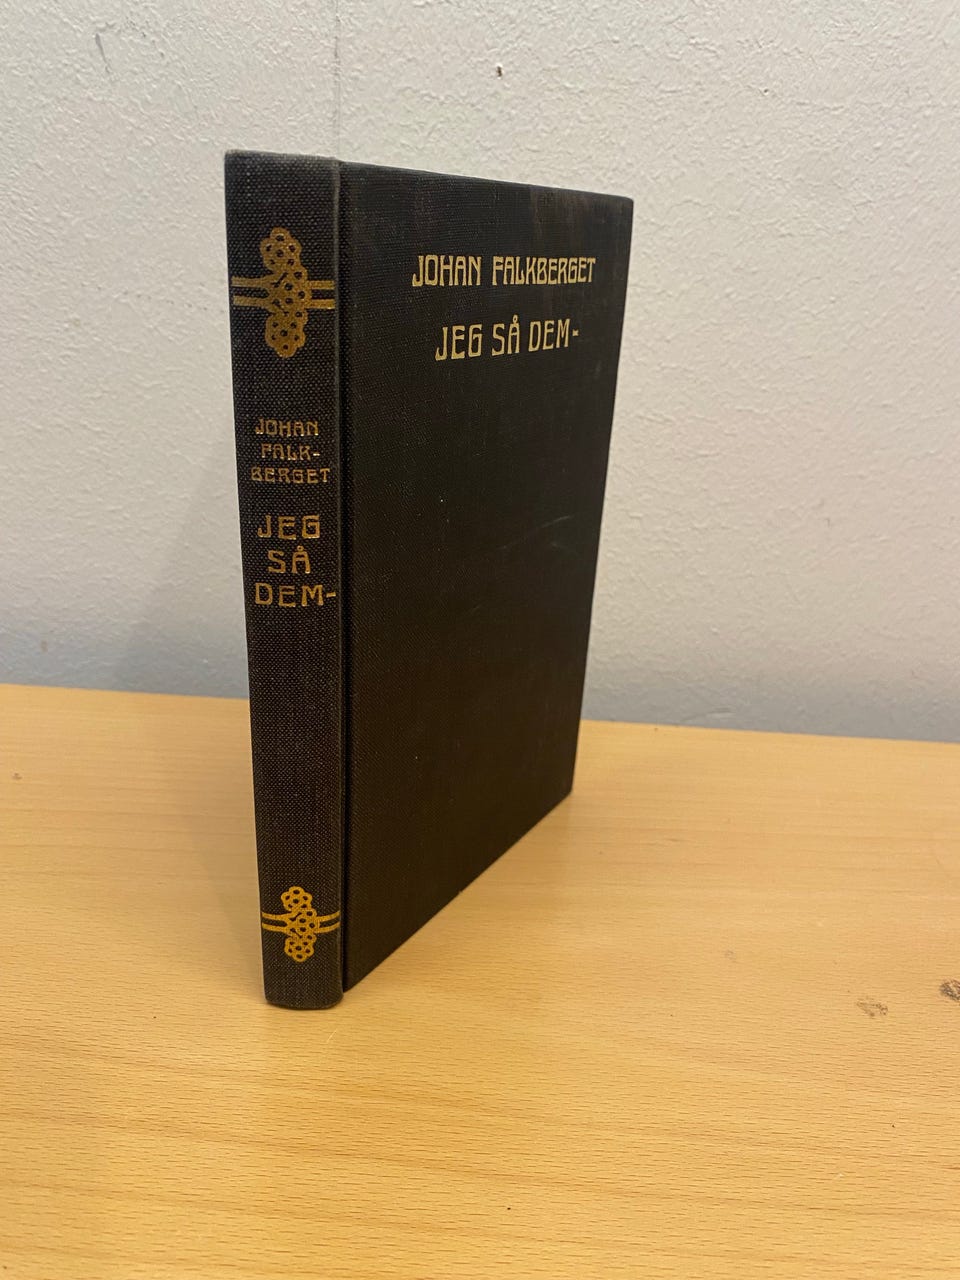 JOHAN FALKBERGET
JEG SÅ DEM-
JOHAN
FALK-
BERGET
JEG
SÅ
DEM-